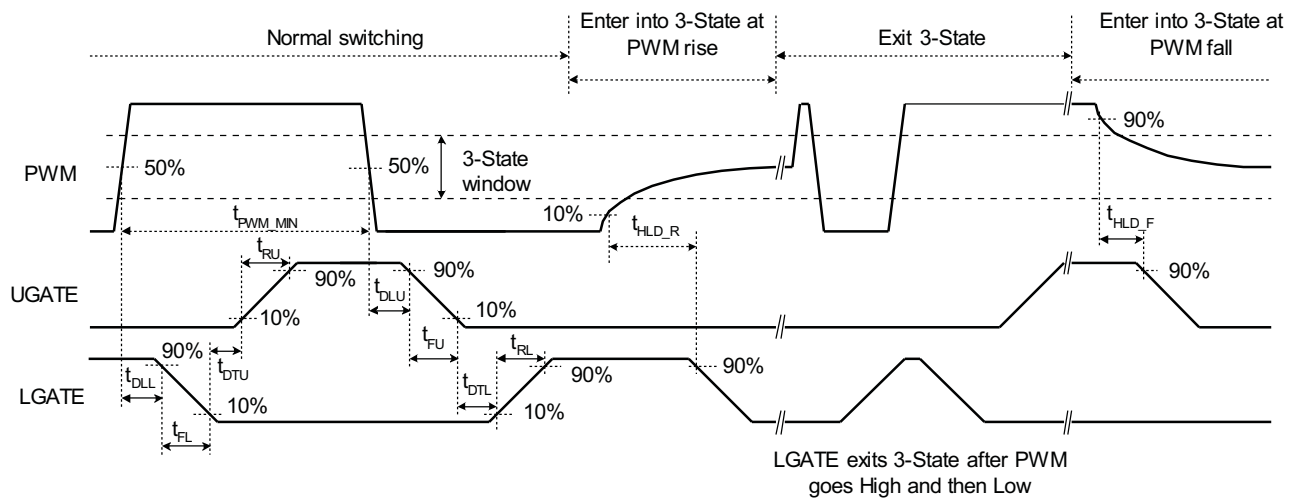 Normal switching
Enter into 3-State at
PWM rise
Exit 3-State
Enter into 3-State at
PWM fall
PWM
50%
50%
3-State
window
10%
90%
tPWM_MIN
tHLD_R
tHLD_F
UGATE
tRU
90%
10%
tDLU
90%
10%
tFU
90%
LGATE
90%
tDTU
tDLL
10%
tFL
tDTL
tRL
90%
10%
90%
LGATE exits 3-State after PWM
goes High and then Low